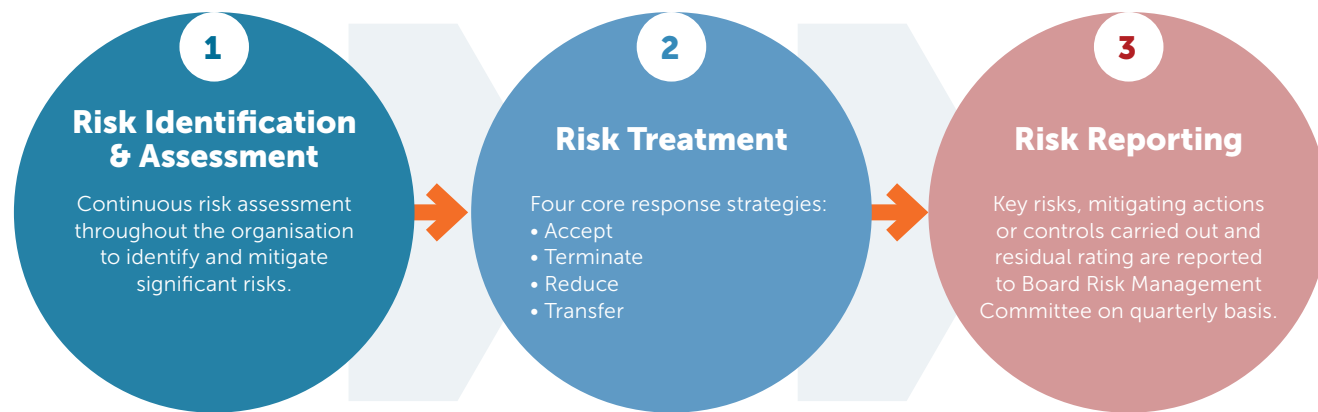 1
Risk Identification
& Assessment
Continuous risk assessment
throughout the organisation
to identify and mitigate
significant risks.
2
Risk Treatment
Four core response strategies:
• Accept
• Terminate
• Reduce
• Transfer
3
Risk Reporting
Key risks, mitigating actions
or controls carried out and
residual rating are reported
to Board Risk Management
Committee on quarterly basis.